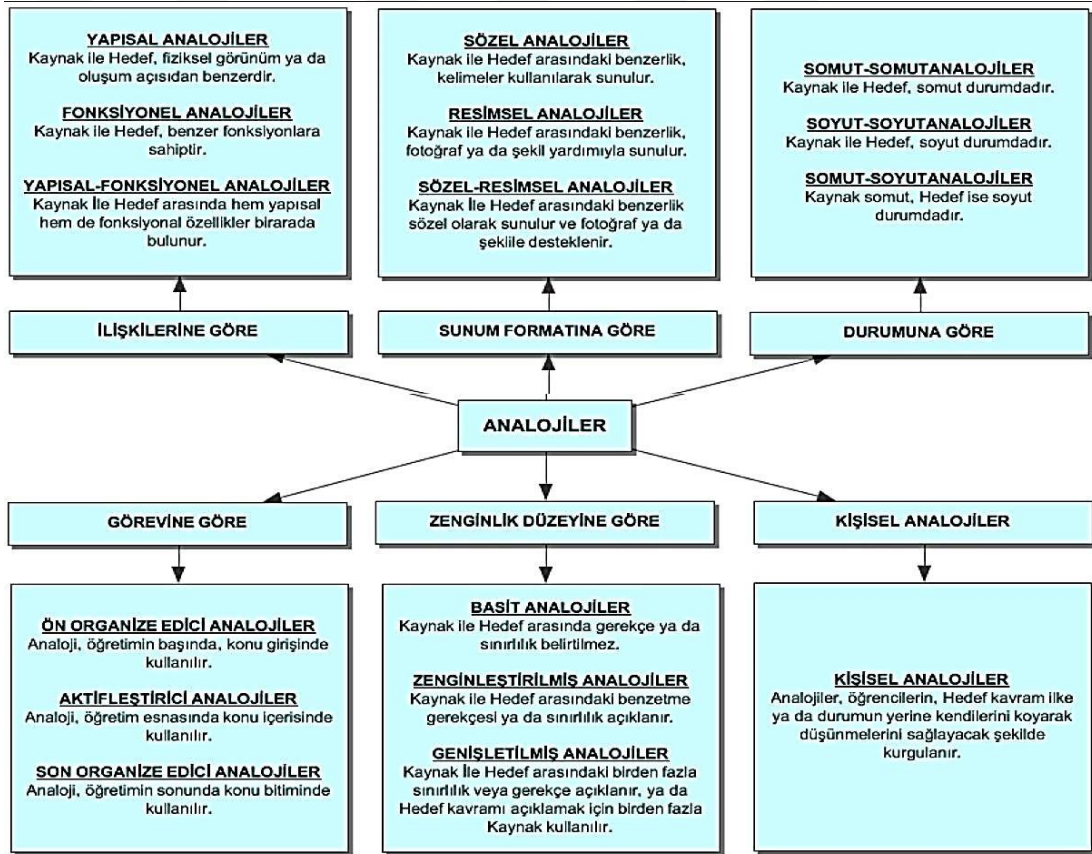 YAPISAL ANALOJİLER
Kaynak ile Hedef, fiziksel görünüm ya da
oluşum açısıdan benzerdir.
FONKSİYONEL ANALOJİLER
Kaynak ile Hedef, benzer fonksiyonlara
sahiptir.
YAPISAL-FONKSİYONEL ANALOJİLER
Kaynak İle Hedef arasında hem yapısal
hem de fonksiyonal özellikler birarada
bulunur.
SÖZEL ANALOJİLER
Kaynak ile Hedef arasındaki benzerlik,
kelimeler kullanılarak sunulur.
RESİMSEL ANALOJİLER
Kaynak ile Hedef arasındaki benzerlik,
fotoğraf ya da şekil yardımıyla sunulur.
SÖZEL-RESİMSEL ANALOJİLER
Kaynak İle Hedef arasındaki benzerlik
sözel olarak sunulur ve fotoğraf ya da
şeklile desteklenir.
SOMUT-SOMUTANALOJİLER
Kaynak ile Hedef, somut durumdadır.
SOYUT-SOYUTANALOJİLER
Kaynak ile Hedef, soyut durumdadır.
SOMUT-SOYUTANALOJİLER
Kaynak somut, Hedef ise soyut
durumdadır.
İLİŞKİLERİNE GÖRE
SUNUM FORMATINA GÖRE
DURUMUNA GÖRE
ANALOJİLER
GÖREVİNE GÖRE
ZENGİNLİK DÜZEYİNE GÖRE
KİŞİSEL ANALOJİLER
ÖN ORGANİZE EDİCİ ANALOJİLER
Analoji, öğretimin başında, konu girişinde
kullanılır.
AKTİFLEŞTİRİCİ ANALOJİLER
Analoji, öğretim esnasında konu içerisinde
kullanılır.
SON ORGANİZE EDİCİ ANALOJİLER
Analoji, öğretimin sonunda konu bitiminde
kullanılır.
BASİT ANALOJİLER
Kaynak ile Hedef arasında gerekçe ya da
sınırlılık belirtilmez.
ZENGİNLEŞTİRİLMİŞ ANALOJİLER
Kaynak ile Hedef arasındaki benzetme
gerekçesi ya da sınırlılık açıklanır.
GENİŞLETİLMİŞ ANALOJİLER
Kaynak İle Hedef arasındaki birden fazla
sınırlılık veya gerekçe açıklanır, ya da
Hedef kavramı açıklamak için birden fazla
Kaynak kullanılır.
KİŞİSEL ANALOJİLER
Analojiler, öğrencilerin, Hedef kavram ilke
ya da durumun yerine kendilerini koyarak
düşünmelerini sağlayacak şekilde
kurgulanır.